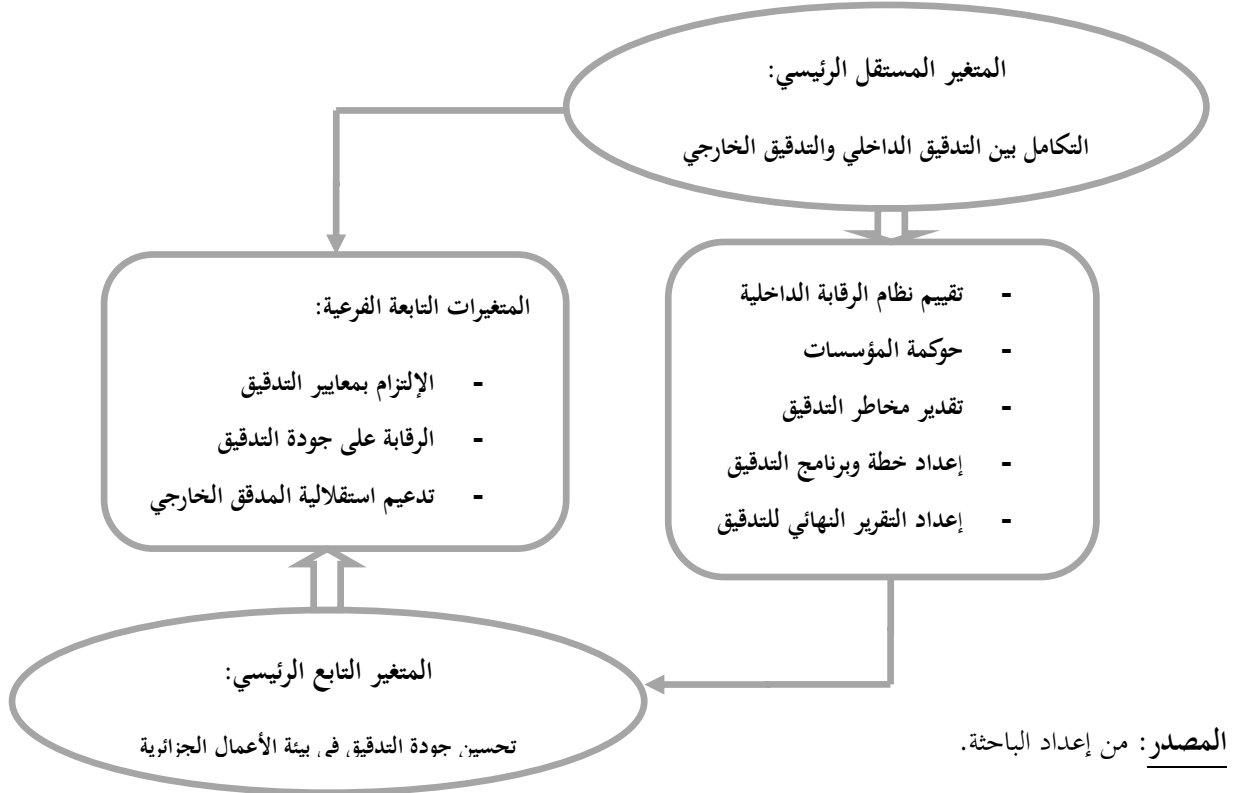 المتغير المستقل الرئيسي:
التكامل بين التدقيق الداخلي والتدقيق الخارجي
- تقييم نظام الرقابة الداخلية
- حوكمة المؤسسات
- تقدير مخاطر التدقيق
- إعداد خطة وبرنامج التدقيق
- إعداد التقرير النهائي للتدقيق
المتغيرات التابعة الفرعية:
- الإلتزام بمعايير التدقيق
- الرقابة على جودة التدقيق
- تدعيم استقلالية المدقق الخارجي
المتغير التابع الرئيسي:
تحسين جودة التدقيق في بيئة الأعمال الجزائرية
المصدر: من إعداد الباحثة.